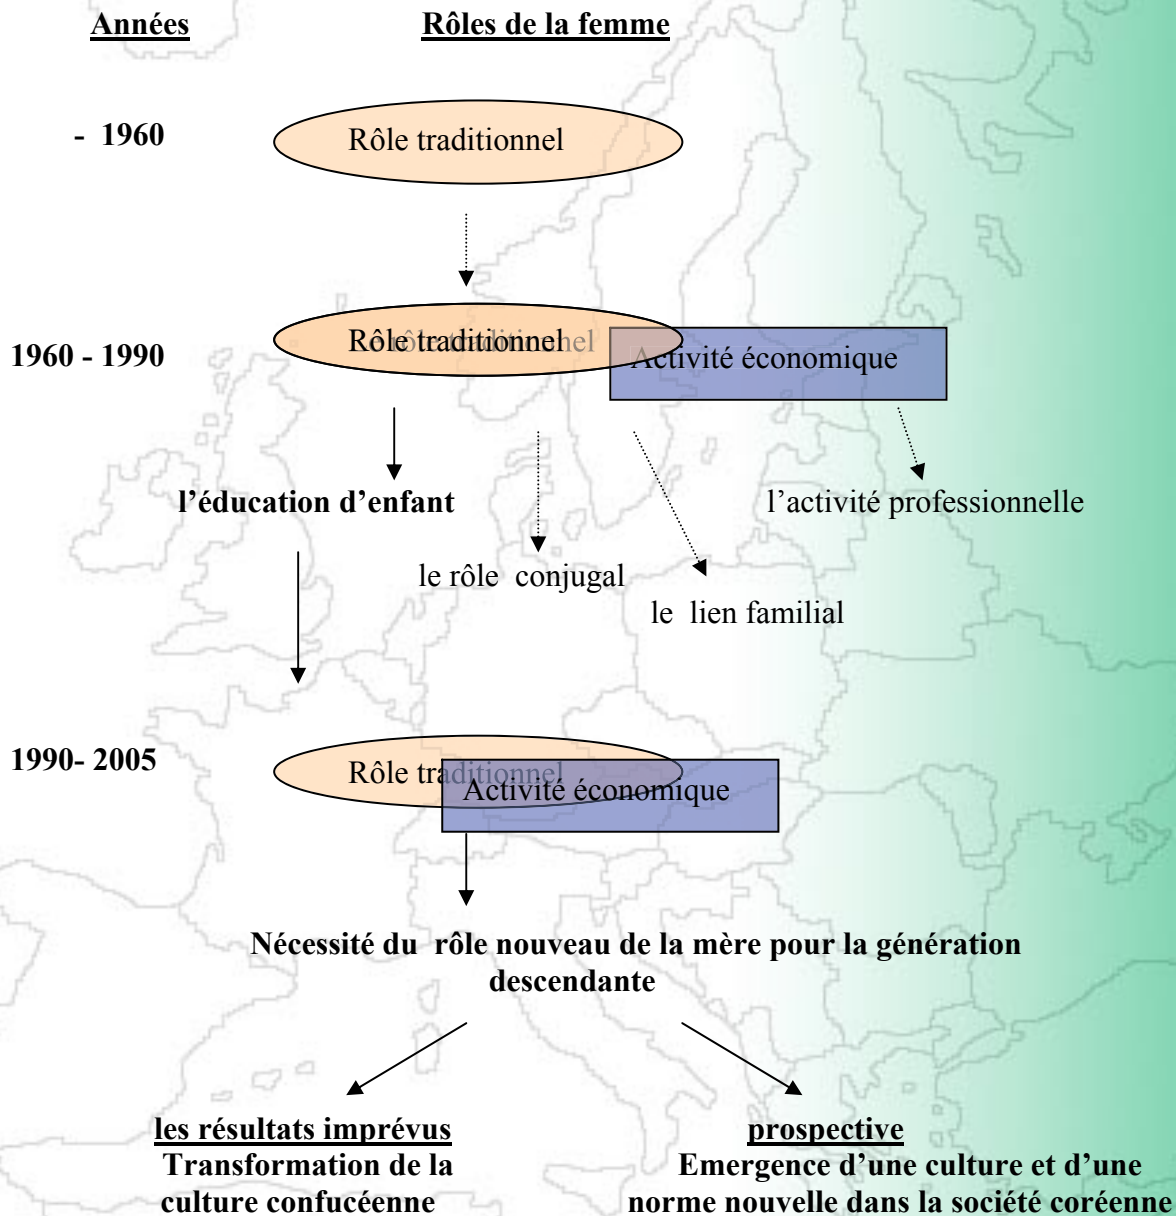 Années Rôles de la femme
- 1960 Rôle traditionnel
1960 - 1990 Rôle traditionnel Activité économique
l’éducation d’enfant l’activité professionnelle
le rôle conjugal
le lien familial
1990- 2005 Rôle traditionnel
Activité économique
Nécessité du rôle nouveau de la mère pour la génération
descendante
les résultats imprévus prospective
Transformation de la Emergence d’une culture et d’une
culture confucéenne norme nouvelle dans la société coréenne